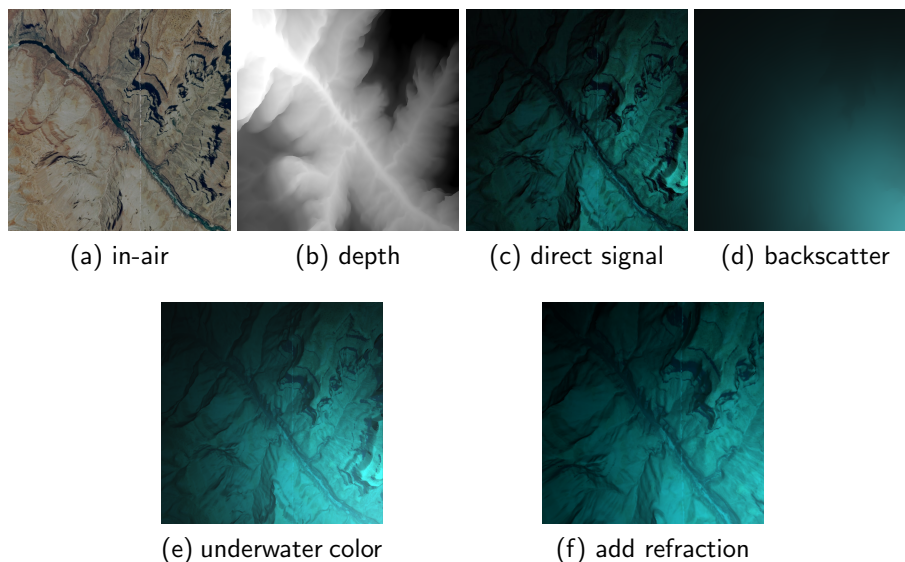 (a) in-air
(b) depth
(c) direct signal
(d) backscatter
(e) underwater color
(f) add refraction